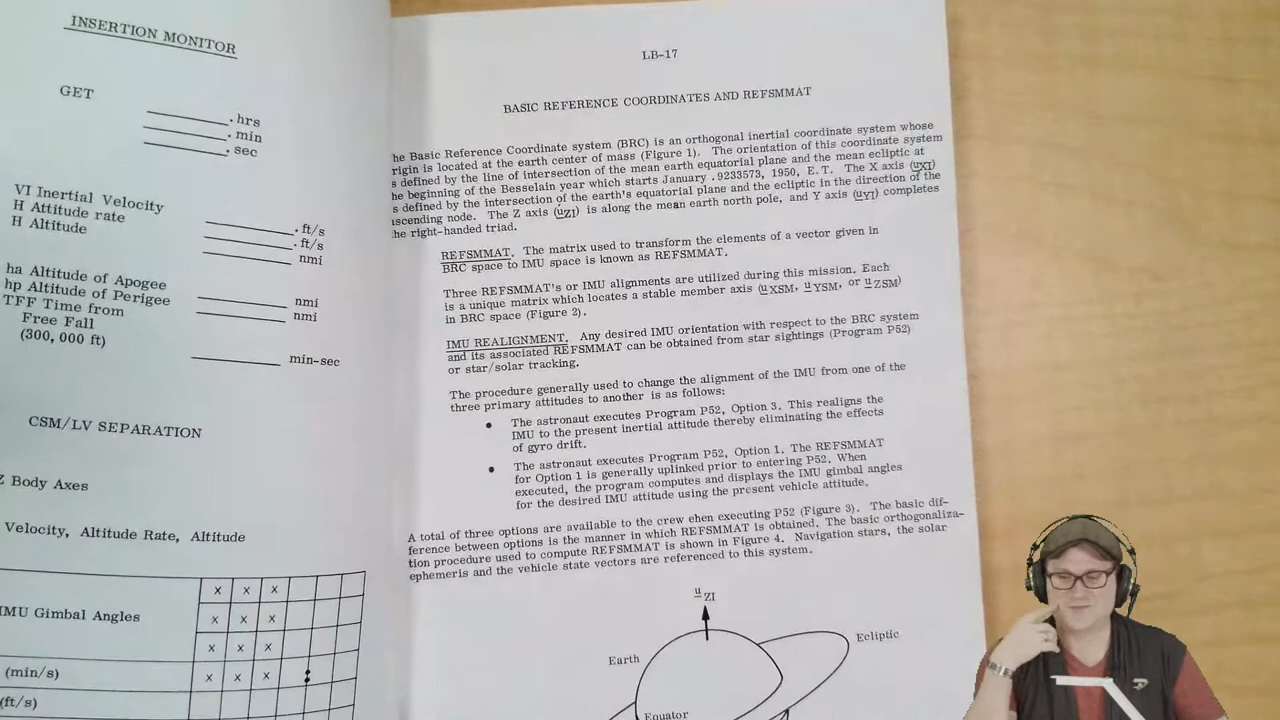 INSERTION MONITOR
GET
. hrs
. min
. sec
VI Inertial Velocity
H Attitude rate
H Altitude
. ft/s
. ft/s
nmi
ha Altitude of Apogee
hp Altitude of Perigee
TFF Time from
Free Fall
(300, 000 ft)
nmi
nmi
min-sec
CSM/LV SEPARATION
Z Body Axes
Velocity, Altitude Rate, Altitude
x x x
IMU Gimbal Angles
x x x
x x x
(min/s)
x x x
(ft/s)
LB-17
BASIC REFERENCE COORDINATES AND REFSMMAT
he Basic Reference Coordinate system (BRC) is an orthogonal inertial coordinate system whose
rigin is located at the earth center of mass (Figure 1). The orientation of this coordinate system
s defined by the line of intersection of the mean earth equatorial plane and the mean ecliptic at
he beginning of the Besselain year which starts January .9233573, 1950, E.T. The X axis (uXI)
s defined by the intersection of the earth's equatorial plane and the ecliptic in the direction of the
ascending node. The Z axis (uZI) is along the mean earth north pole, and Y axis (uYI) completes
he right-handed triad.
REFSMMAT. The matrix used to transform the elements of a vector given in
BRC space to IMU space is known as REFSMMAT.
Three REFSMMAT's or IMU alignments are utilized during this mission. Each
is a unique matrix which locates a stable member axis (uXSM, uYSM, or uZSM)
in BRC space (Figure 2).
IMU REALIGNMENT. Any desired IMU orientation with respect to the BRC system
and its associated REFSMMAT can be obtained from star sightings (Program P52)
or star/solar tracking.
The procedure generally used to change the alignment of the IMU from one of the
three primary attitudes to another is as follows:
• The astronaut executes Program P52, Option 3. This realigns the
IMU to the present inertial attitude thereby eliminating the effects
of gyro drift.
• The astronaut executes Program P52, Option 1. The REFSMMAT
for Option 1 is generally uplinked prior to entering P52. When
executed, the program computes and displays the IMU gimbal angles
for the desired IMU attitude using the present vehicle attitude.
A total of three options are available to the crew ehen executing P52 (Figure 3). The basic dif-
ference between options is the manner in which REFSMMAT is obtained. The basic orthogonaliza-
tion procedure used to compute REFSMMAT is shown in Figure 4. Navigation stars, the solar
ephemeris and the vehicle state vectors are referenced to this system.
uZI
Ecliptic
Earth
Equator